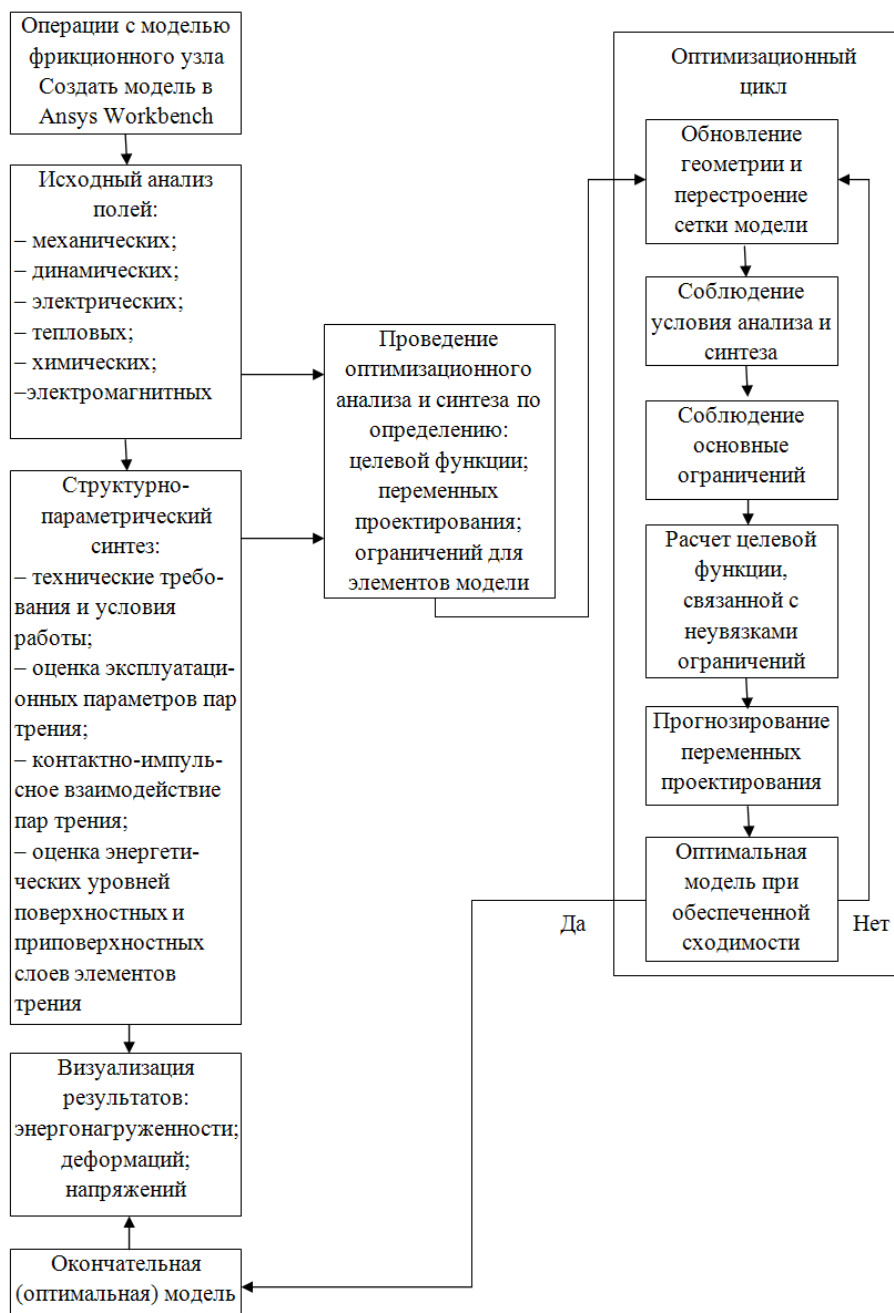 Операции с моделью
фрикционного узла
Создать модель в
Ansys Workbench
Исходный анализ
полей:
– механических;
– динамических;
– электрических;
– тепловых;
– химических;
–электромагнитных
Структурно-
параметрический
синтез:
– технические требо-
вания и условия
работы;
– оценка эксплуатаци-
онных параметров пар
трения;
– контактно-импуль-
сное взаимодействие
пар трения;
– оценка энергети-
ческих уровней
поверхностных и
приповерхностных
слоев элементов
трения
Визуализация
результатов:
энергонагруженности;
деформаций;
напряжений
Окончательная
(оптимальная) модель
Проведение
оптимизационного
анализа и синтеза по
определению:
целевой функции;
переменных
проектирования;
ограничений для
элементов модели
Оптимизационный
цикл
Обновление
геометрии и
перестроение
сетки модели
Соблюдение
условия анализа и
синтеза
Соблюдение
основные
ограничений
Расчет целевой
функции,
связанной с
неувязками
ограничений
Прогнозирование
переменных
проектирования
Оптимальная
модель при
обеспеченной
сходимости
Да
Нет